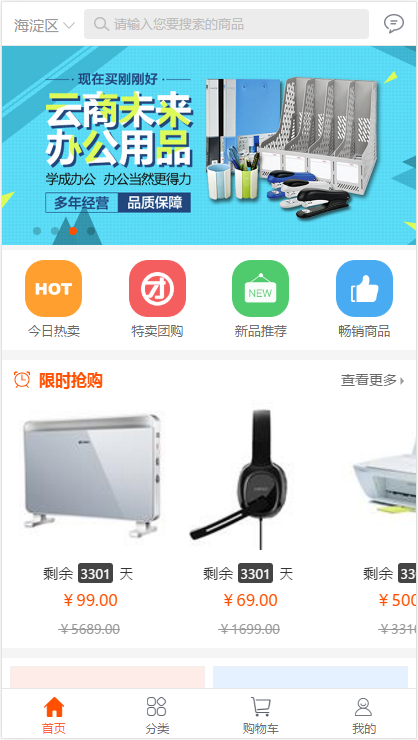 海淀区
请输入您要搜索的商品
现在买刚刚好
云商未来
办公用品
学成办公 办公当然更得力
多年经营 品质保障
HOT 团 NEW
今日热卖 特卖团购 新品推荐 畅销商品
限时抢购 查看更多
剩余 3301 天 剩余 3301 天 剩余 33
￥99.00 ￥69.00 ￥500
￥5689.00 ￥1699.00 ￥3310
首页 分类 购物车 我的